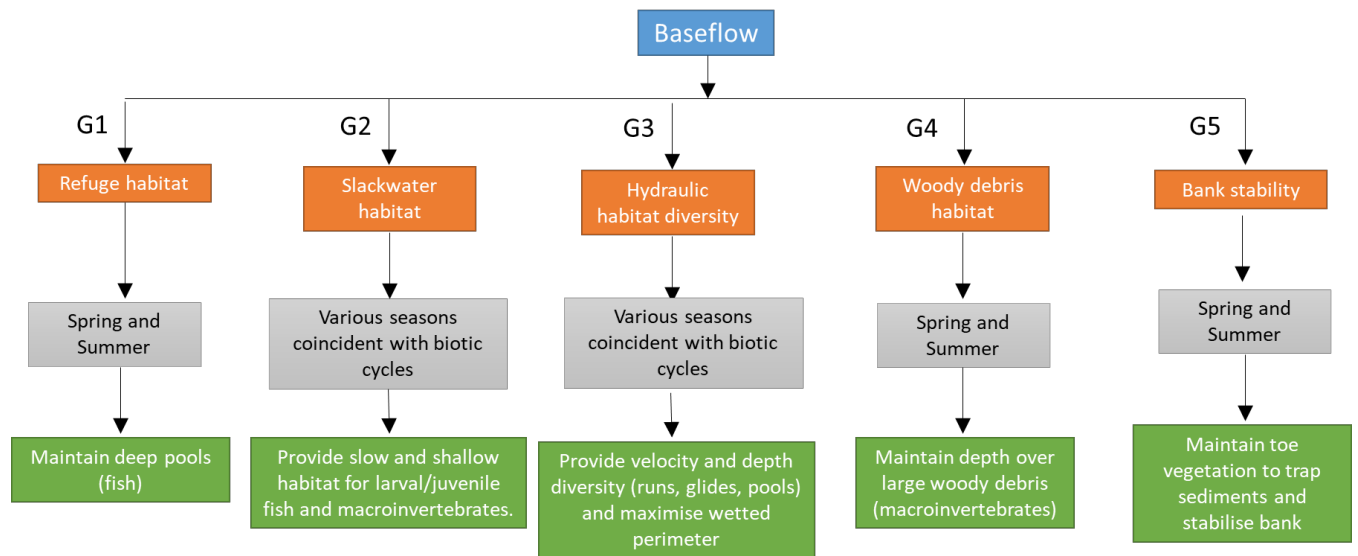 Baseflow
G1
G2
G3
G4
G5
Refuge habitat
Slackwater
habitat
Hydraulic
habitat diversity
Woody debris
habitat
Bank stability
Spring and
Summer
Various seasons
coincident with biotic
cycles
Various seasons
coincident with biotic
cycles
Spring and
Summer
Spring and
Summer
Maintain deep pools
(fish)
Provide slow and shallow
habitat for larval/juvenile
fish and macroinvertebrates.
Provide velocity and depth
diversity (runs, glides, pools)
and maximise wetted
perimeter
Maintain depth over
large woody debris
(macroinvertebrates)
Maintain toe
vegetation to trap
sediments and
stabilise bank